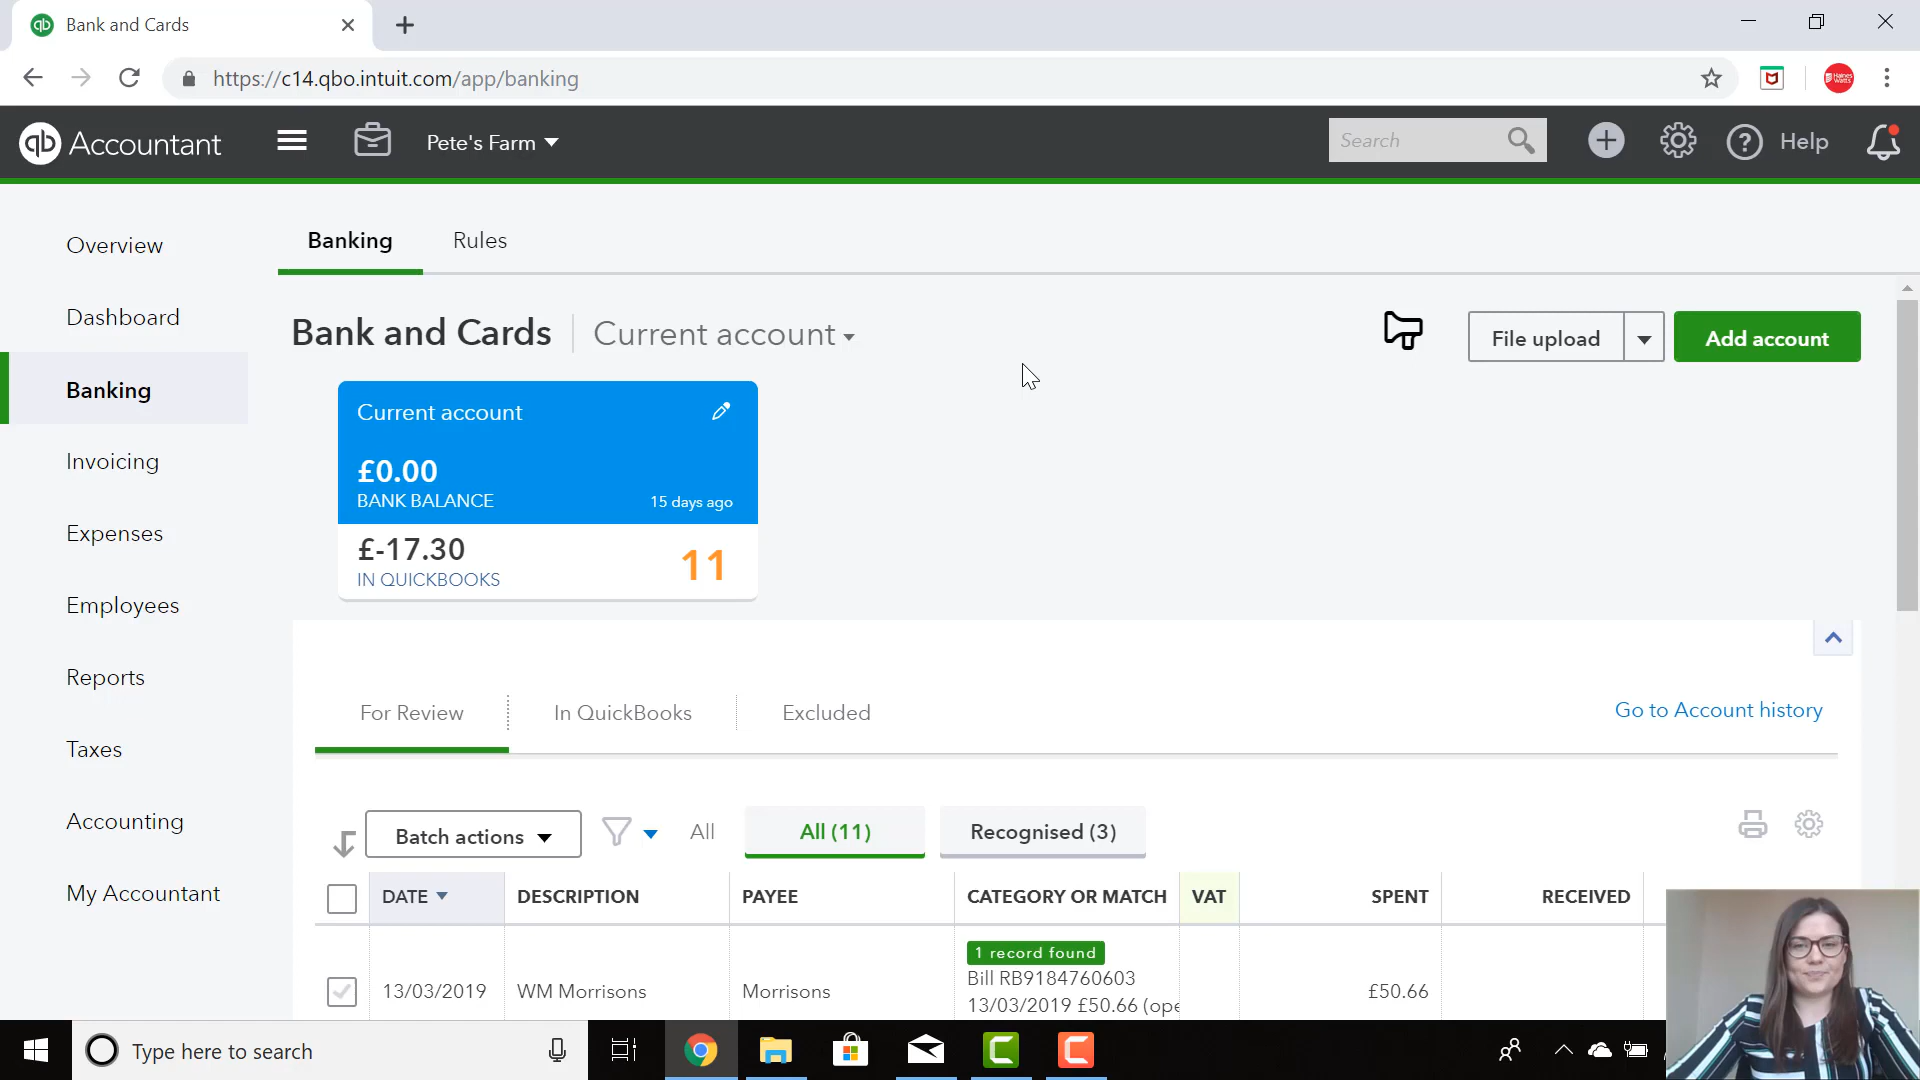 Bank and Cards
https://c14.qbo.intuit.com/app/banking
qb Accountant
Pete's Farm
Search
Help
Overview
Dashboard
Banking
Invoicing
Expenses
Employees
Reports
Taxes
Accounting
My Accountant
Banking Rules
Bank and Cards Current account
File upload
Add account
Current account
£0.00
BANK BALANCE 15 days ago
£-17.30 11
IN QUICKBOOKS
For Review In QuickBooks Excluded Go to Account history
Batch actions All All (11) Recognised (3)
DATE DESCRIPTION PAYEE CATEGORY OR MATCH VAT SPENT RECEIVED
1 record found
13/03/2019 WM Morrisons Morrisons Bill RB9184760603 £50.66
13/03/2019 £50.66 (ope
Type here to search